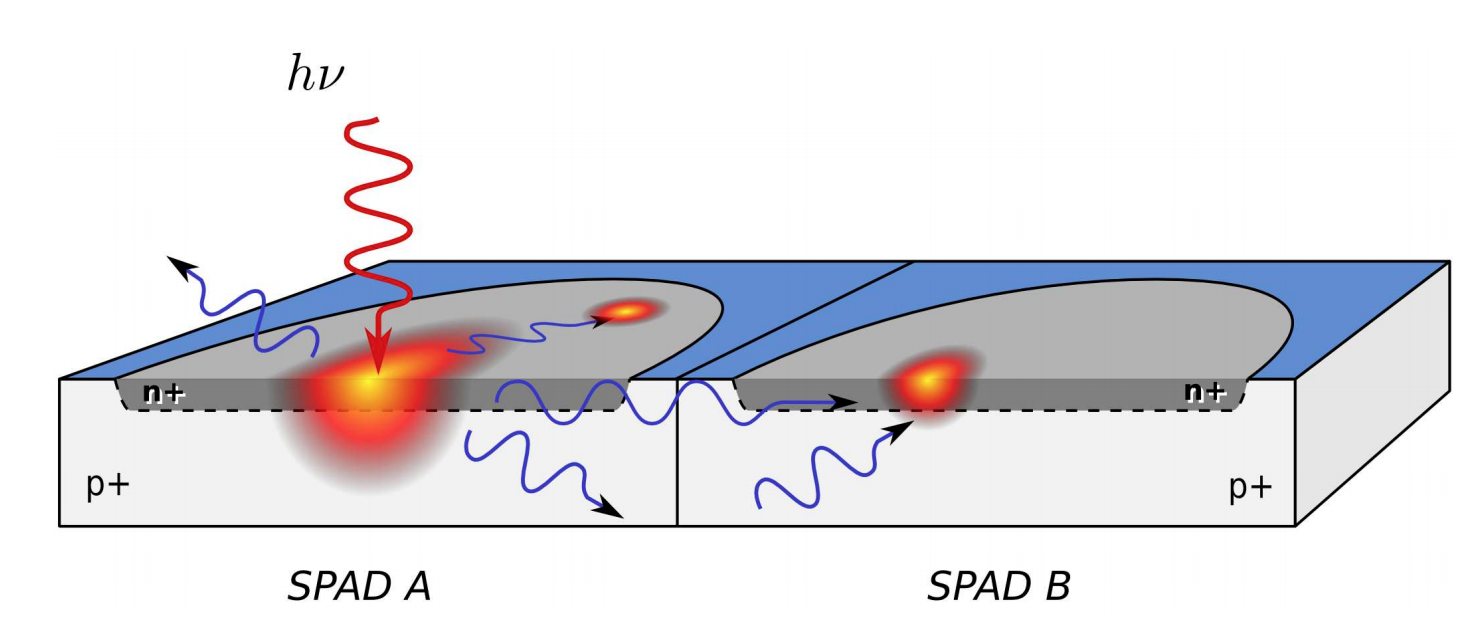 hν
n+
n+
p+
p+
SPAD A
SPAD B